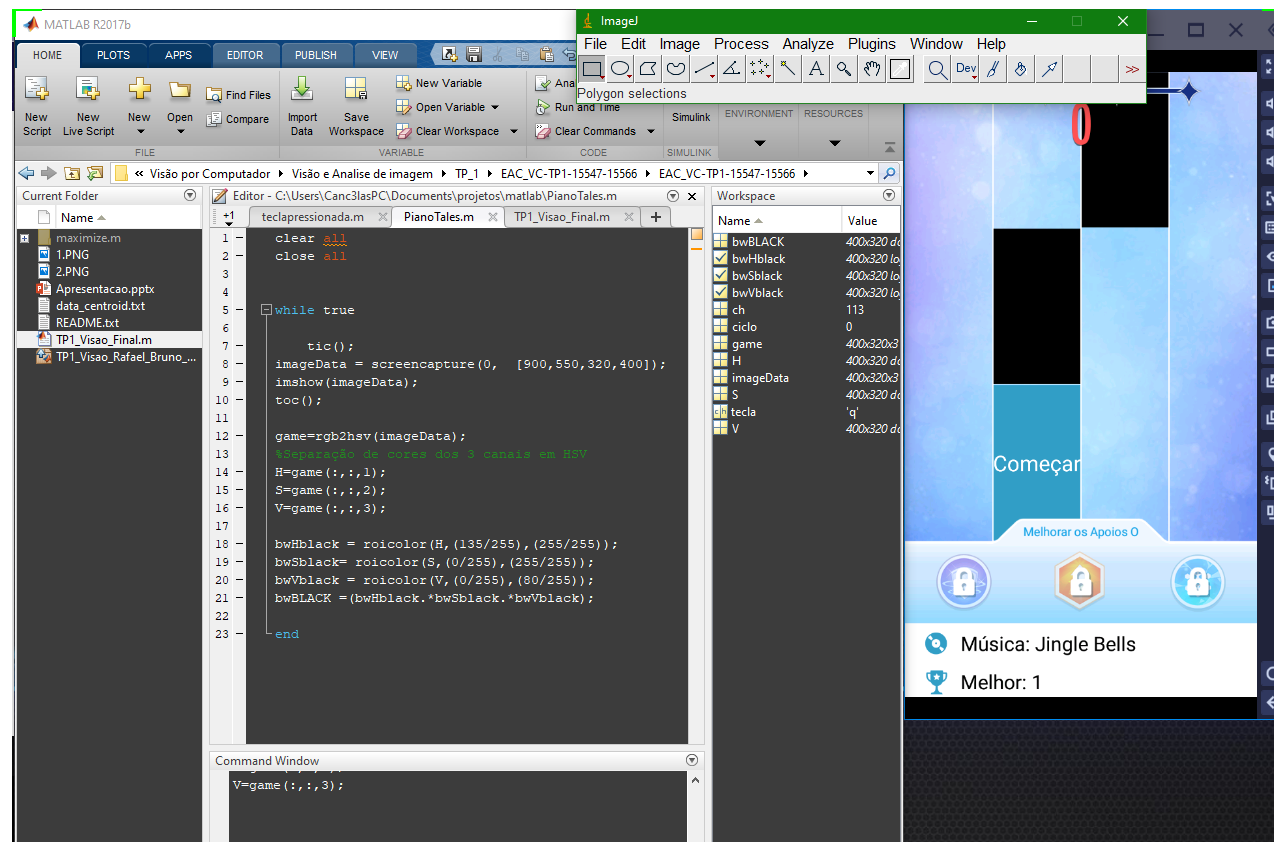 MATLAB R2017b
ImageJ
File Edit Image Process Analyze Plugins Window Help
Dev
>>
Polygon selections
HOME PLOTS APPS EDITOR PUBLISH VIEW
New Script
New Live Script
New
Open
Find Files
Compare
Import Data
Save Workspace
New Variable
Open Variable
Clear Workspace
Run and Time
Clear Commands
Simulink
ENVIRONMENT
RESOURCES
FILE
VARIABLE
CODE
SIMULINK
« Visão por Computador Visão e Analise de imagem TP_1 EAC_VC-TP1-15547-15566 EAC_VC-TP1-15547-15566
Current Folder
Name
maximize.m
1.PNG
2.PNG
Apresentacao.pptx
data_centroid.txt
README.txt
TP1_Visao_Final.m
TP1_Visao_Rafael_Bruno_...
Editor - C:\Users\Canc3lasPC\Documents\projetos\matlab\PianoTales.m
+1 teclapressionada.m PianoTales.m TP1_Visao_Final.m +
1 clear all
2 close all
3
4
5 while true
6
7 tic();
8 imageData = screencapture(0, [900,550,320,400]);
9 imshow(imageData);
10 toc();
11
12 game=rgb2hsv(imageData);
13 %Separação de cores dos 3 canais em HSV
14 H=game(:,:,1);
15 S=game(:,:,2);
16 V=game(:,:,3);
17
18 bwHblack = roicolor(H,(135/255),(255/255));
19 bwSblack= roicolor(S,(0/255),(255/255));
20 bwVblack = roicolor(V,(0/255),(80/255));
21 bwBLACK =(bwHblack.*bwSblack.*bwVblack);
22
23 end
Command Window
V=game(:,:,3);
Workspace
Name Value
bwBLACK 400x320 do
bwHblack 400x320 lo
bwSblack 400x320 lo
bwVblack 400x320 lo
ch 113
ciclo 0
game 400x320x3
H 400x320 do
imageData 400x320x3
S 400x320 do
tecla 'q'
V 400x320 do
0
Começar
Melhorar os Apoios O
Música: Jingle Bells
Melhor: 1